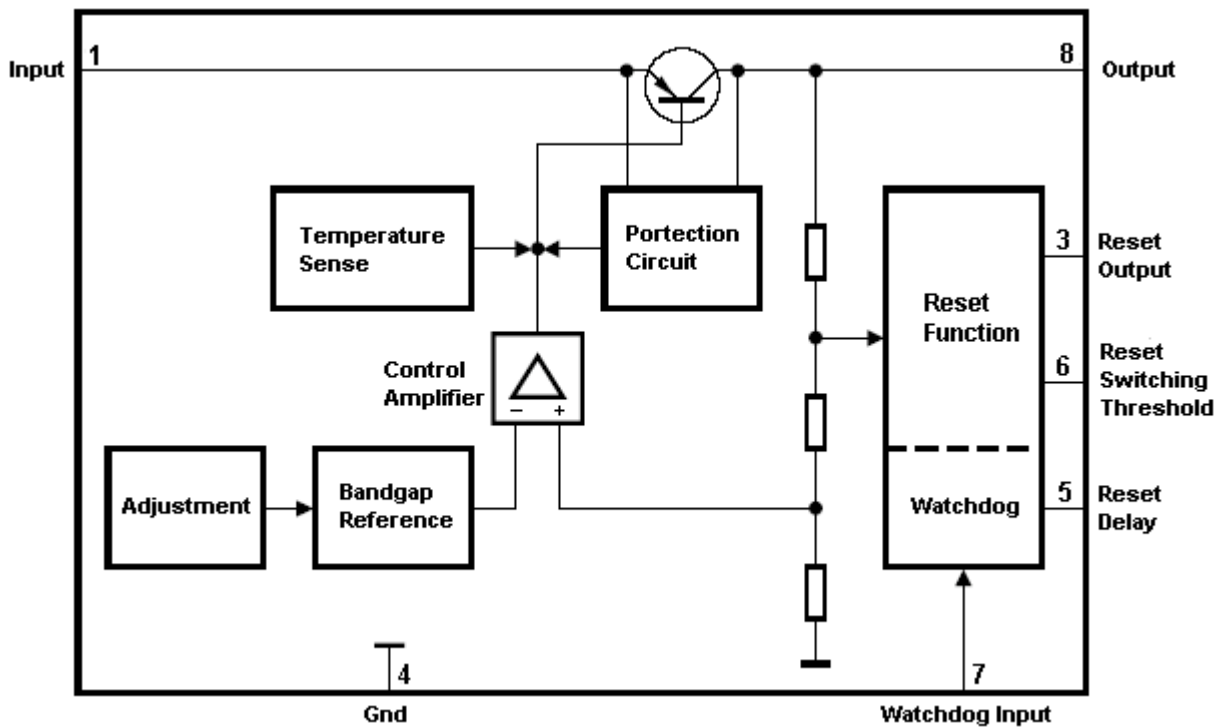 Input
1
8
Output
Temperature
Sense
Portection
Circuit
Reset
Function
3
Reset
Output
Control
Amplifier
– +
6
Reset
Switching
Threshold
Adjustment
Bandgap
Reference
Watchdog
5
Reset
Delay
4
Gnd
7
Watchdog Input